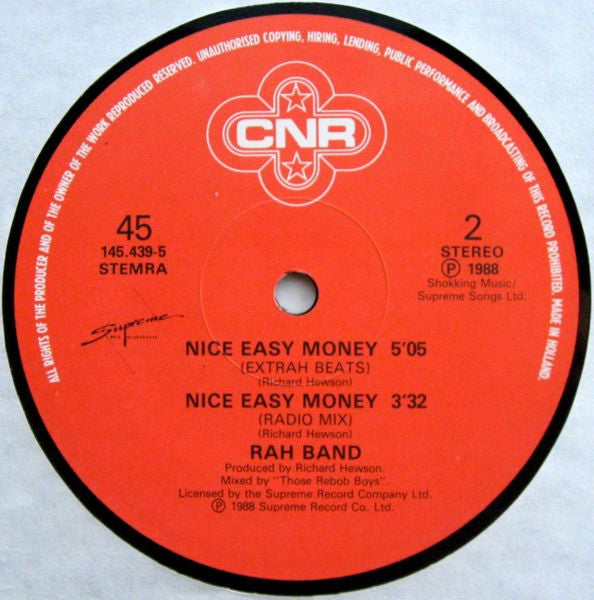 ALL RIGHTS OF THE PRODUCER AND OF THE OWNER OF THE WORK REPRODUCED RESERVED. UNAUTHORISED COPYING, HIRING, LENDING, PUBLIC PERFORMANCE AND BROADCASTING OF THIS RECORD PROHIBITED. MADE IN HOLLAND.
CNR
45
145.439-5
STEMRA
2
STEREO
Ⓟ 1988
Shokking Music/
Supreme Songs Ltd.
Supreme
RECORDS
NICE EASY MONEY 5'05
(EXTRAH BEATS)
(Richard Hewson)
NICE EASY MONEY 3'32
(RADIO MIX)
(Richard Hewson)
RAH BAND
Produced by Richard Hewson.
Mixed by "Those Rebob Boys".
Licensed by the Supreme Record Company Ltd.
Ⓟ 1988 Supreme Record Co. Ltd.